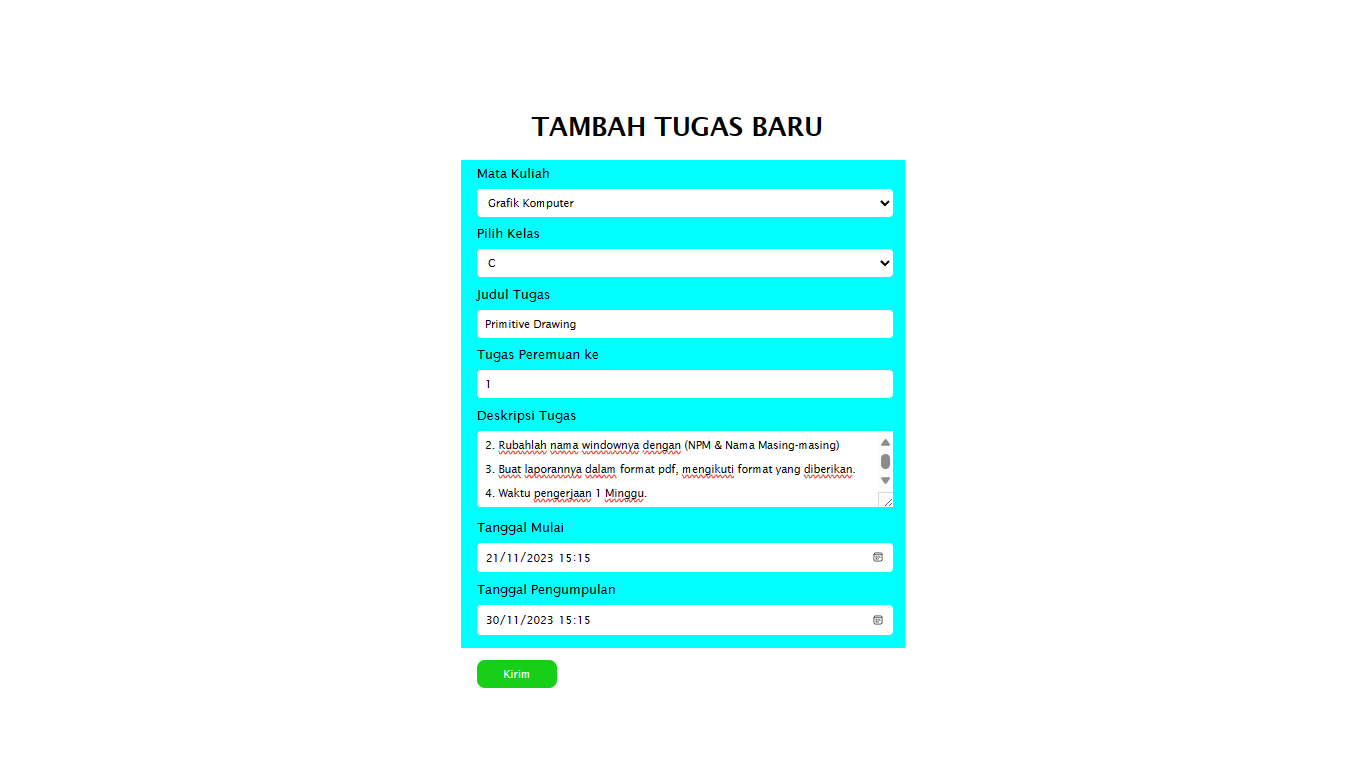 TAMBAH TUGAS BARU
Mata Kuliah
Grafik Komputer
Pilih Kelas
C
Judul Tugas
Primitive Drawing
Tugas Peremuan ke
1
Deskripsi Tugas
2. Rubahlah nama windownya dengan (NPM & Nama Masing-masing)
3. Buat laporannya dalam format pdf, mengikuti format yang diberikan.
4. Waktu pengerjaan 1 Minggu.
Tanggal Mulai
21/11/2023 15:15
Tanggal Pengumpulan
30/11/2023 15:15
Kirim